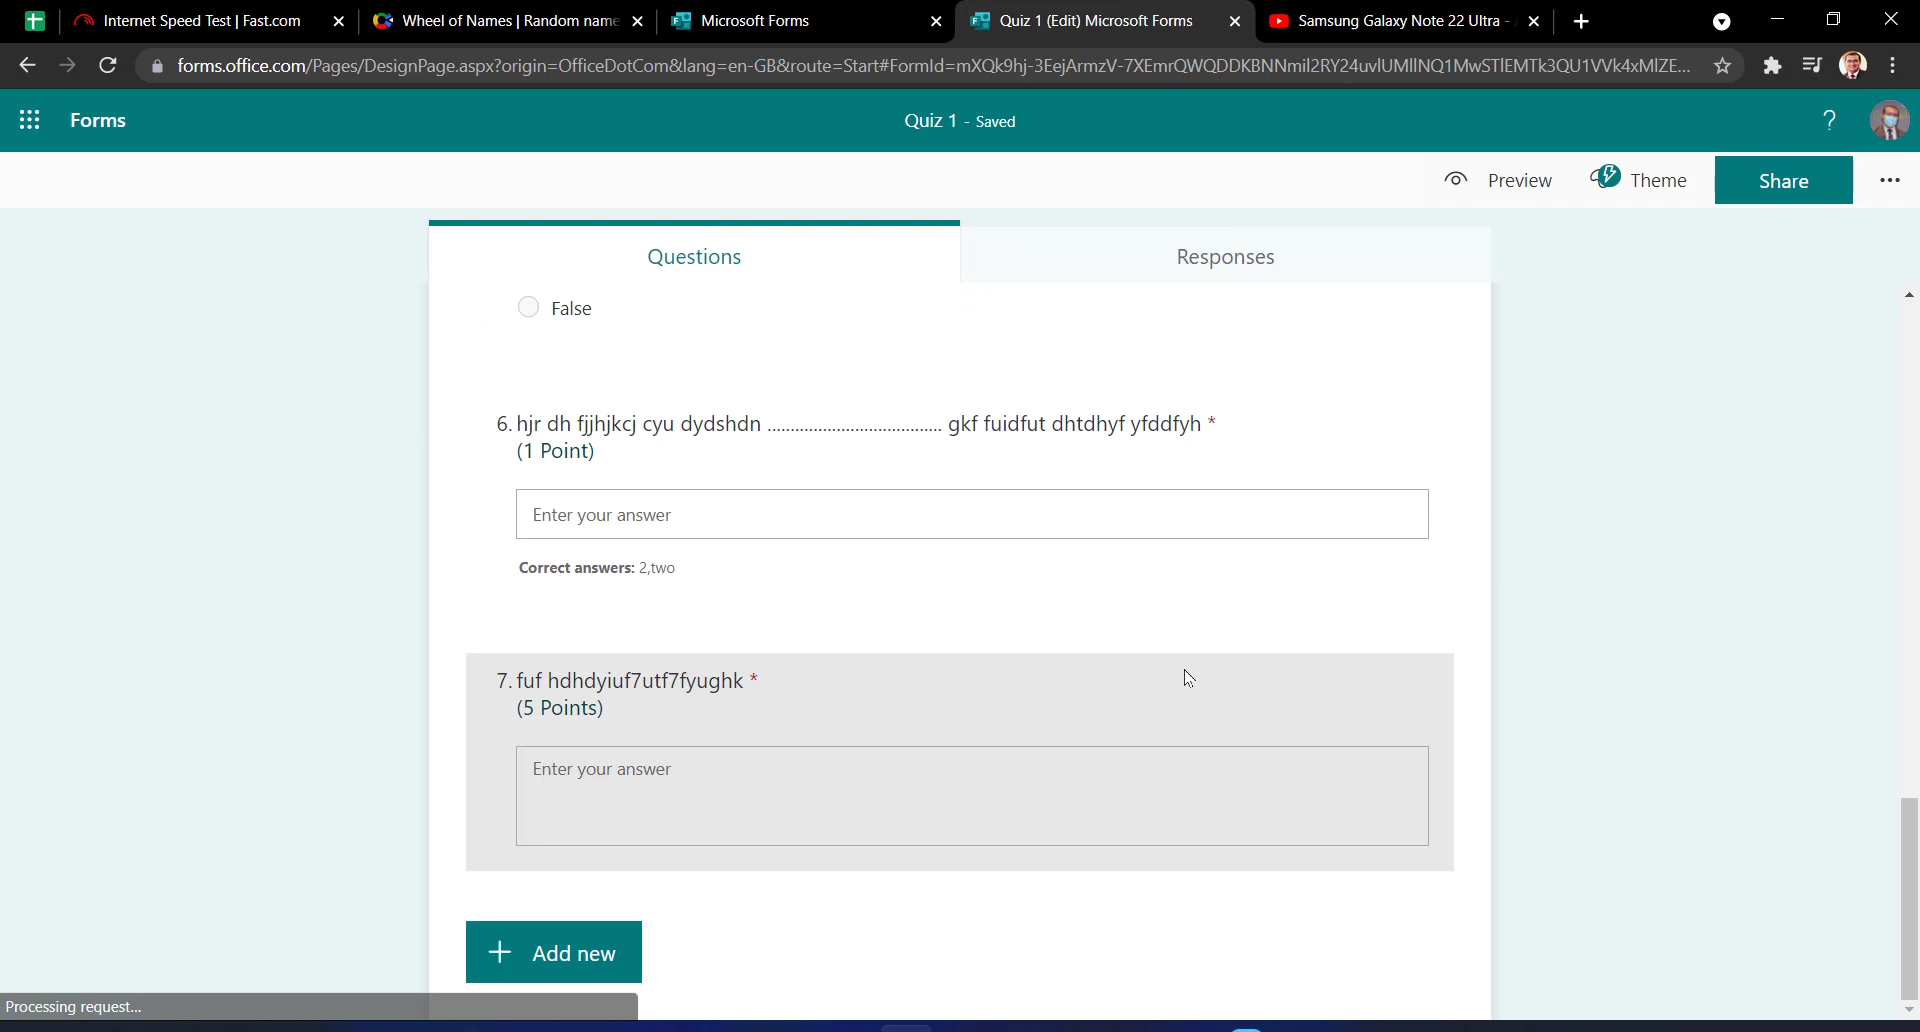 Internet Speed Test | Fast.com
Wheel of Names | Random name
Microsoft Forms
Quiz 1 (Edit) Microsoft Forms
Samsung Galaxy Note 22 Ultra -
forms.office.com/Pages/DesignPage.aspx?origin=OfficeDotCom&lang=en-GB&route=Start#FormId=mXQk9hj-3EejArmzV-7XEmrQWQDDKBNNmil2RY24uvlUMllNQ1MwSTlEMTk3QU1VVk4xMlZE...
Forms
Quiz 1 - Saved
?
Preview
Theme
Share
Questions
Responses
False
6. hjr dh fjjhjkcj cyu dydshdn ...................................... gkf fuidfut dhtdhyf yfddfyh *
(1 Point)
Enter your answer
Correct answers: 2,two
7. fuf hdhdyiuf7utf7fyughk *
(5 Points)
Enter your answer
+ Add new
Processing request...